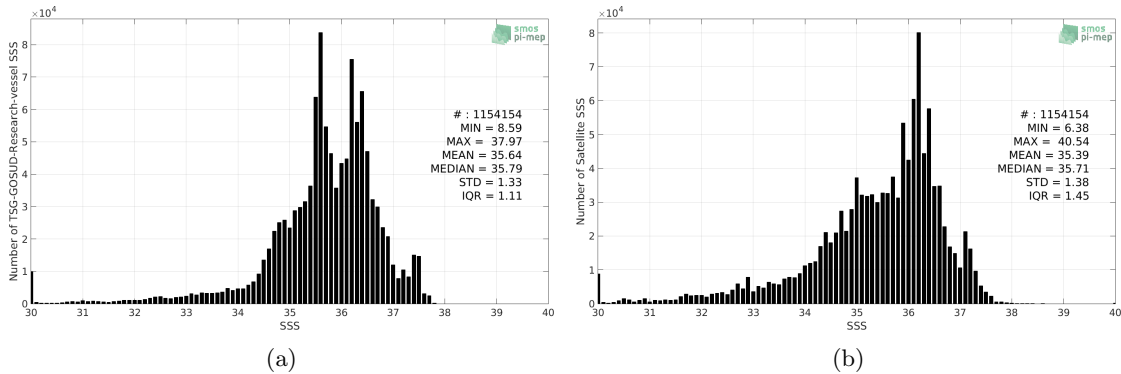 ×10⁴
smos
pi-mep
Number of TSG-GOSUD-Research-vessel SSS
8
7
6
5
4
3
2
1
0
# : 1154154
MIN = 8.59
MAX = 37.97
MEAN = 35.64
MEDIAN = 35.79
STD = 1.33
IQR = 1.11
30 31 32 33 34 35 36 37 38 39 40
SSS
(a)
×10⁴
smos
pi-mep
Number of Satellite SSS
8
7
6
5
4
3
2
1
0
# : 1154154
MIN = 6.38
MAX = 40.54
MEAN = 35.39
MEDIAN = 35.71
STD = 1.38
IQR = 1.45
30 31 32 33 34 35 36 37 38 39 40
SSS
(b)